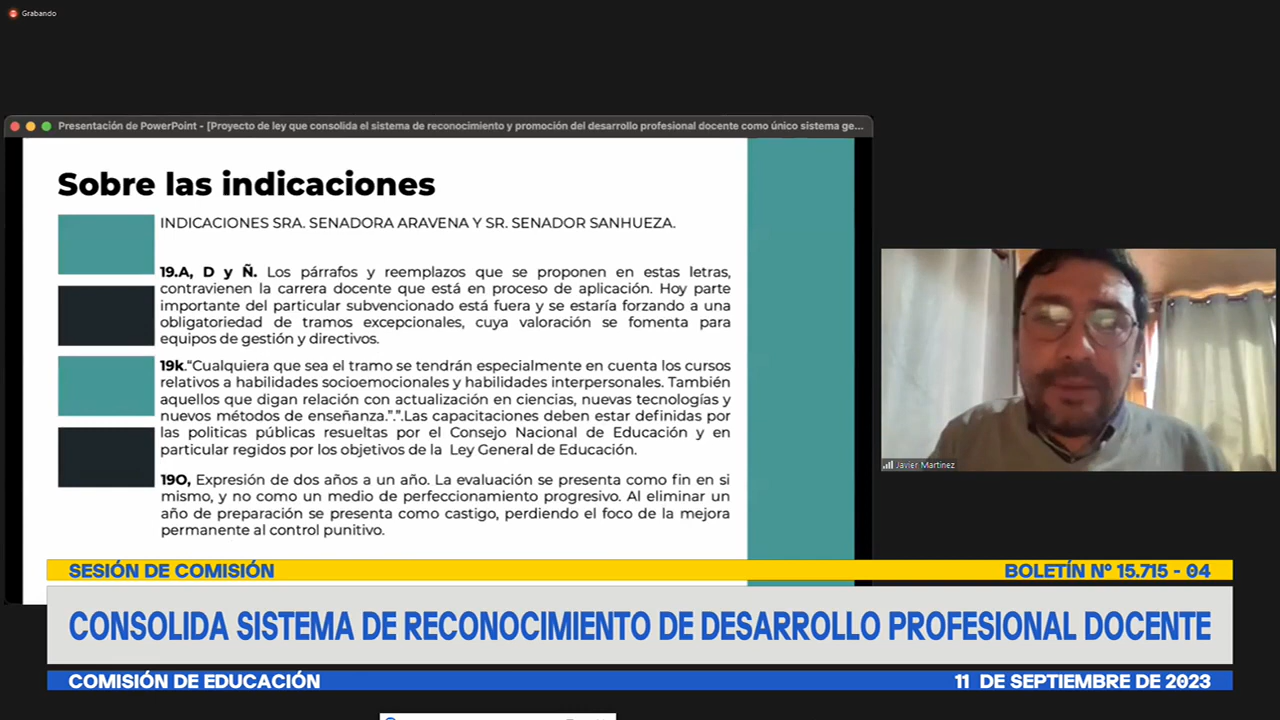 Grabando
Presentación de PowerPoint - [Proyecto de ley que consolida el sistema de reconocimiento y promoción del desarrollo profesional docente como único sistema ge...
Sobre las indicaciones
INDICACIONES SRA. SENADORA ARAVENA Y SR. SENADOR SANHUEZA.
19.A, D y Ñ. Los párrafos y reemplazos que se proponen en estas letras,
contravienen la carrera docente que está en proceso de aplicación. Hoy parte
importante del particular subvencionado está fuera y se estaría forzando a una
obligatoriedad de tramos excepcionales, cuya valoración se fomenta para
equipos de gestión y directivos.
19k.“Cualquiera que sea el tramo se tendrán especialmente en cuenta los cursos
relativos a habilidades socioemocionales y habilidades interpersonales. También
aquellos que digan relación con actualización en ciencias, nuevas tecnologías y
nuevos métodos de enseñanza.”.”.Las capacitaciones deben estar definidas por
las politicas públicas resueltas por el Consejo Nacional de Educación y en
particular regidos por los objetivos de la Ley General de Educación.
19O, Expresión de dos años a un año. La evaluación se presenta como fin en si
mismo, y no como un medio de perfeccionamiento progresivo. Al eliminar un
año de preparación se presenta como castigo, perdiendo el foco de la mejora
permanente al control punitivo.
Javier Martinez
SESIÓN DE COMISIÓN
BOLETÍN Nº 15.715 - 04
CONSOLIDA SISTEMA DE RECONOCIMIENTO DE DESARROLLO PROFESIONAL DOCENTE
COMISIÓN DE EDUCACIÓN
11 DE SEPTIEMBRE DE 2023